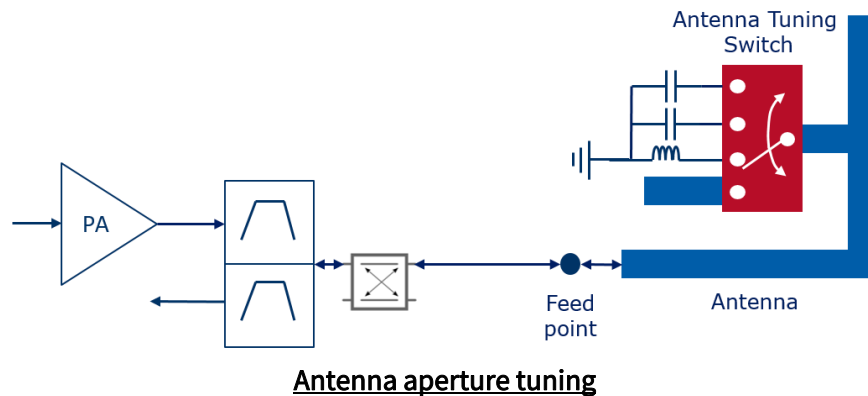 Antenna Tuning
Switch
PA
Feed
point
Antenna
Antenna aperture tuning